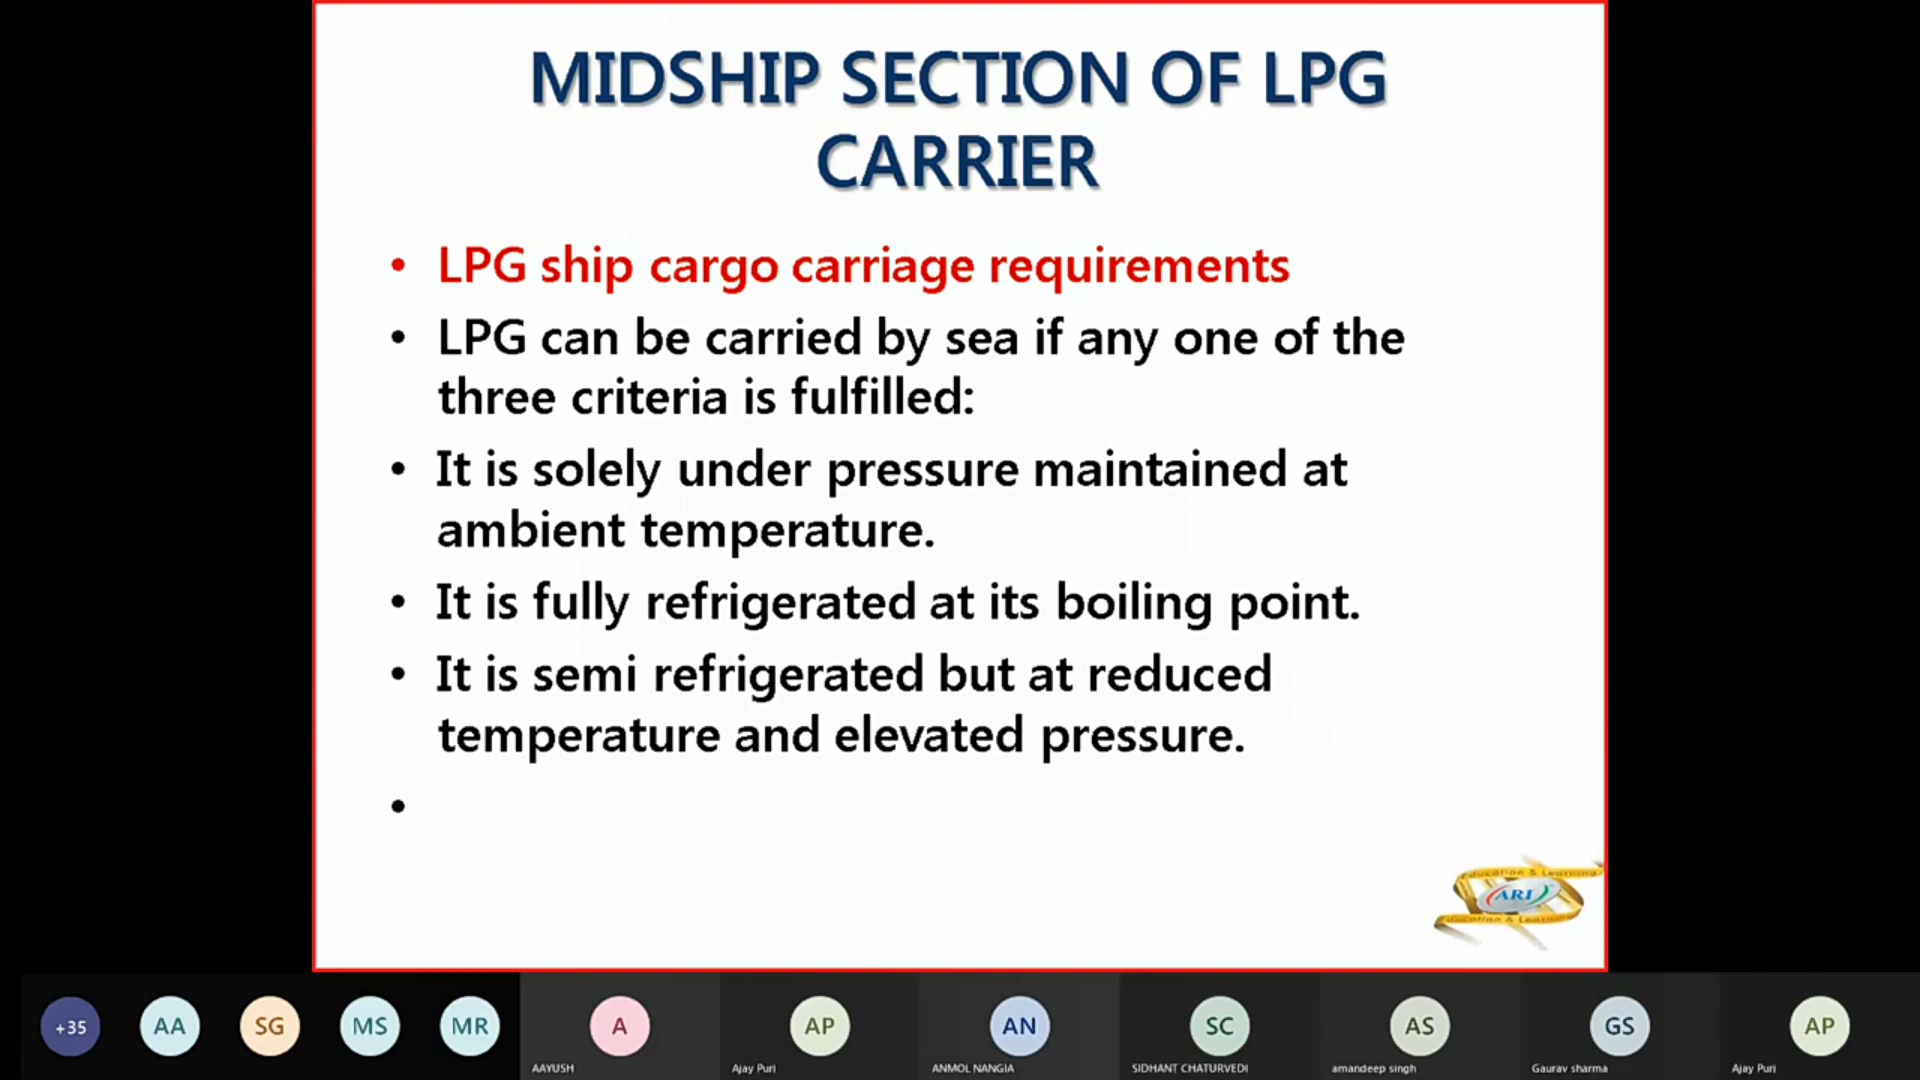 MIDSHIP SECTION OF LPG
CARRIER
• LPG ship cargo carriage requirements
• LPG can be carried by sea if any one of the
three criteria is fulfilled:
• It is solely under pressure maintained at
ambient temperature.
• It is fully refrigerated at its boiling point.
• It is semi refrigerated but at reduced
temperature and elevated pressure.
•
Education & Learning
ARI
Education & Learning
+35
AA
SG
MS
MR
A
AP
AN
SC
AS
GS
AP
AAYUSH
Ajay Puri
ANMOL NANGIA
SIDHANT CHATURVEDI
amandeep singh
Gaurav sharma
Ajay Puri